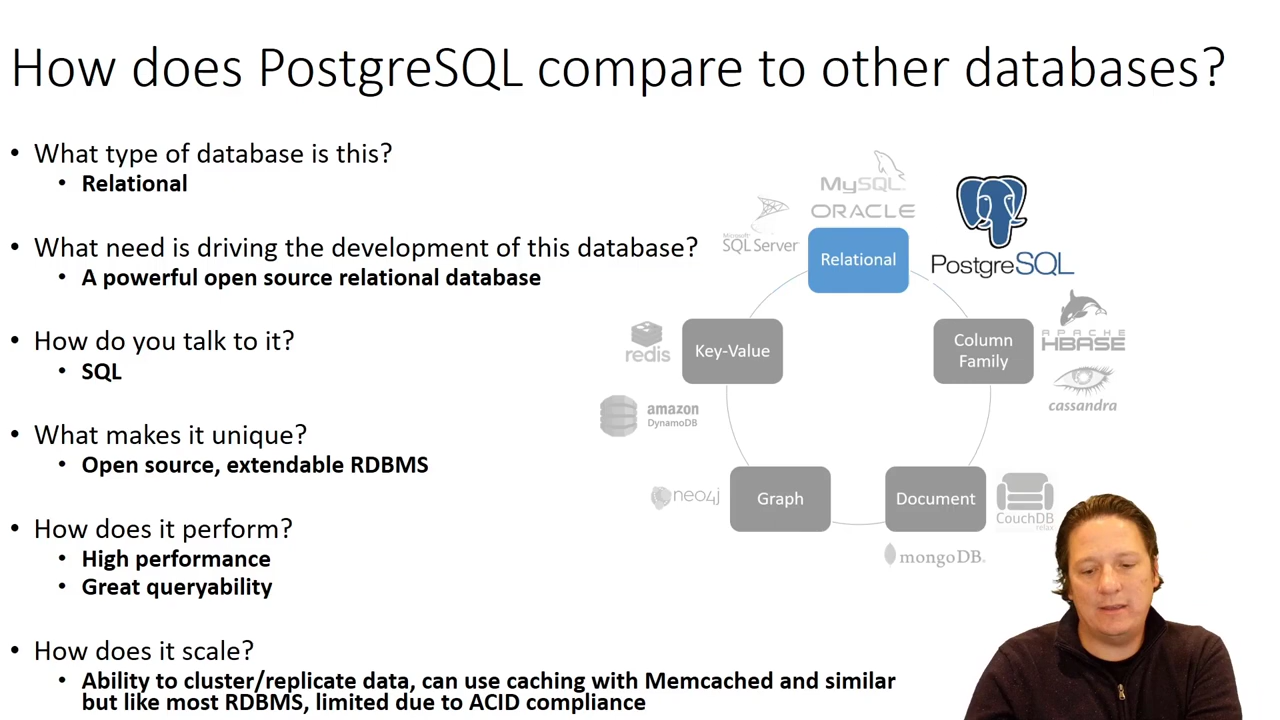 How does PostgreSQL compare to other databases?
• What type of database is this?
• Relational
• What need is driving the development of this database?
• A powerful open source relational database
• How do you talk to it?
• SQL
• What makes it unique?
• Open source, extendable RDBMS
• How does it perform?
• High performance
• Great queryability
• How does it scale?
• Ability to cluster/replicate data, can use caching with Memcached and similar
but like most RDBMS, limited due to ACID compliance
MySQL
ORACLE
Microsoft
SQL Server
Relational
PostgreSQL
redis
Key-Value
Column
Family
APACHE
HBASE
amazon
DynamoDB
cassandra
neo4j
Graph
Document
CouchDB
relax
mongoDB